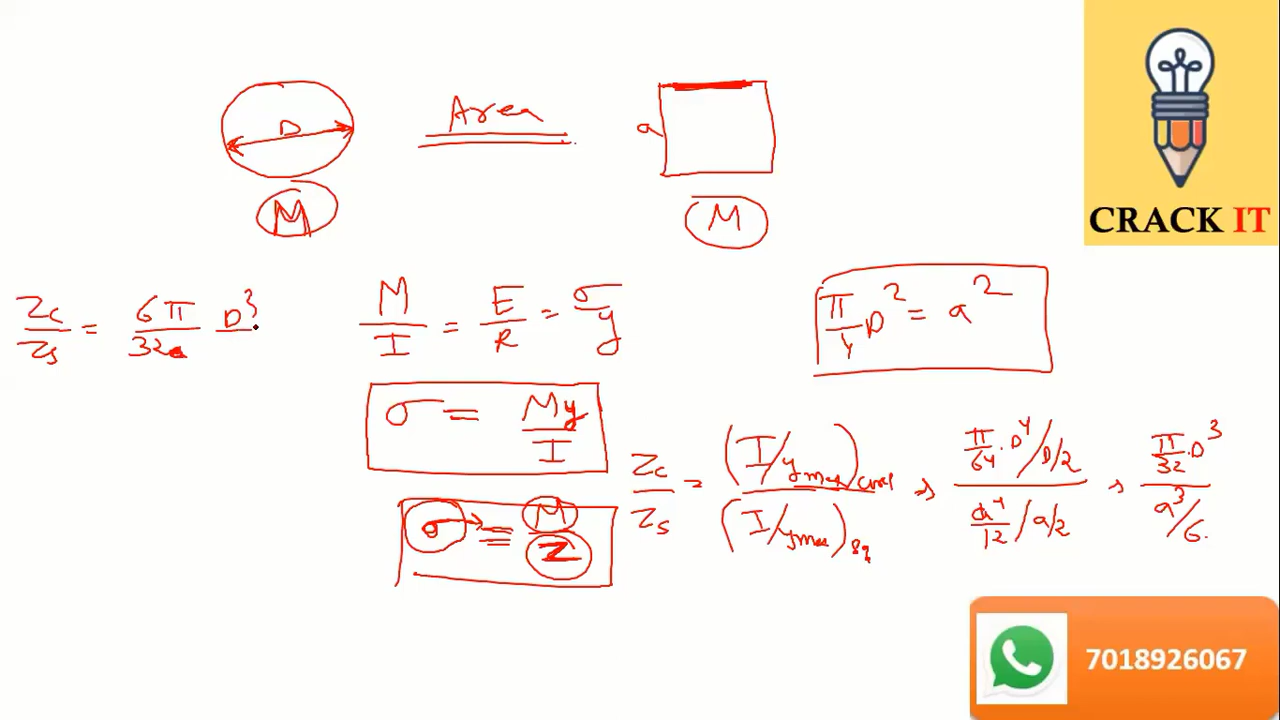 D
Area
a
M
M
CRACK IT
Zc/Zs = 6π/32 D³
M/I = E/R = σ/y
π/4 D² = a²
σ = My/I
σ = M/Z
Zc/Zs = (I/ymax)circl / (I/ymax)sq → (π/64 · D⁴/D/2) / (a⁴/12 / a/2) → (π/32 · D³) / (a³/6)
7018926067